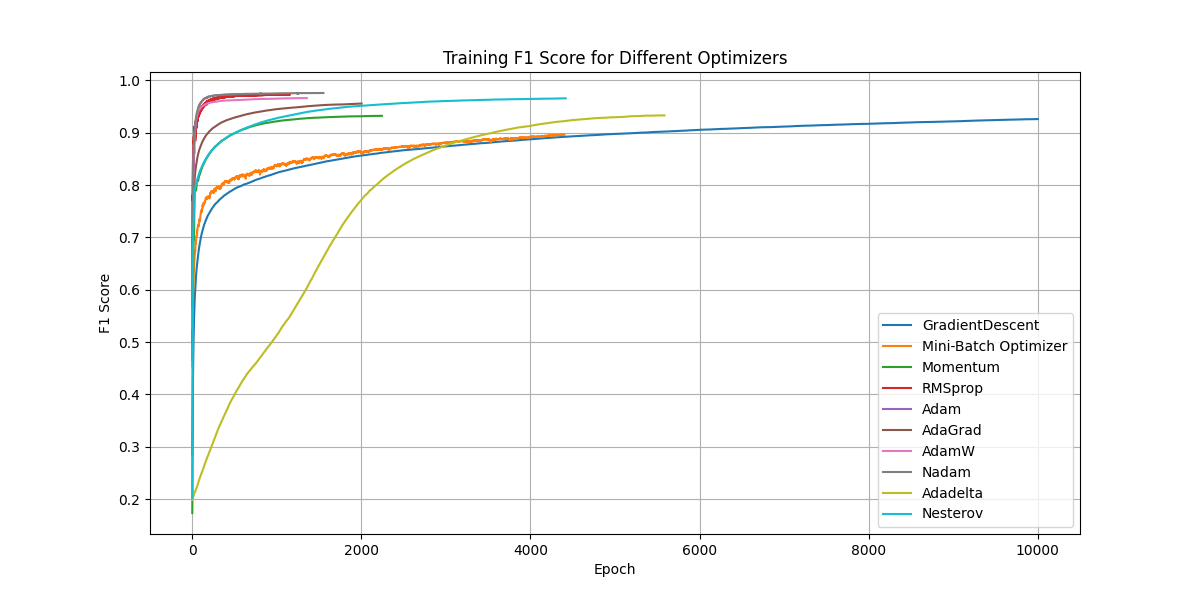 Training F1 Score for Different Optimizers
1.0
0.9
0.8
0.7
0.6
0.5
0.4
0.3
0.2
F1 Score
GradientDescent
Mini-Batch Optimizer
Momentum
RMSprop
Adam
AdaGrad
AdamW
Nadam
Adadelta
Nesterov
0 2000 4000 6000 8000 10000
Epoch